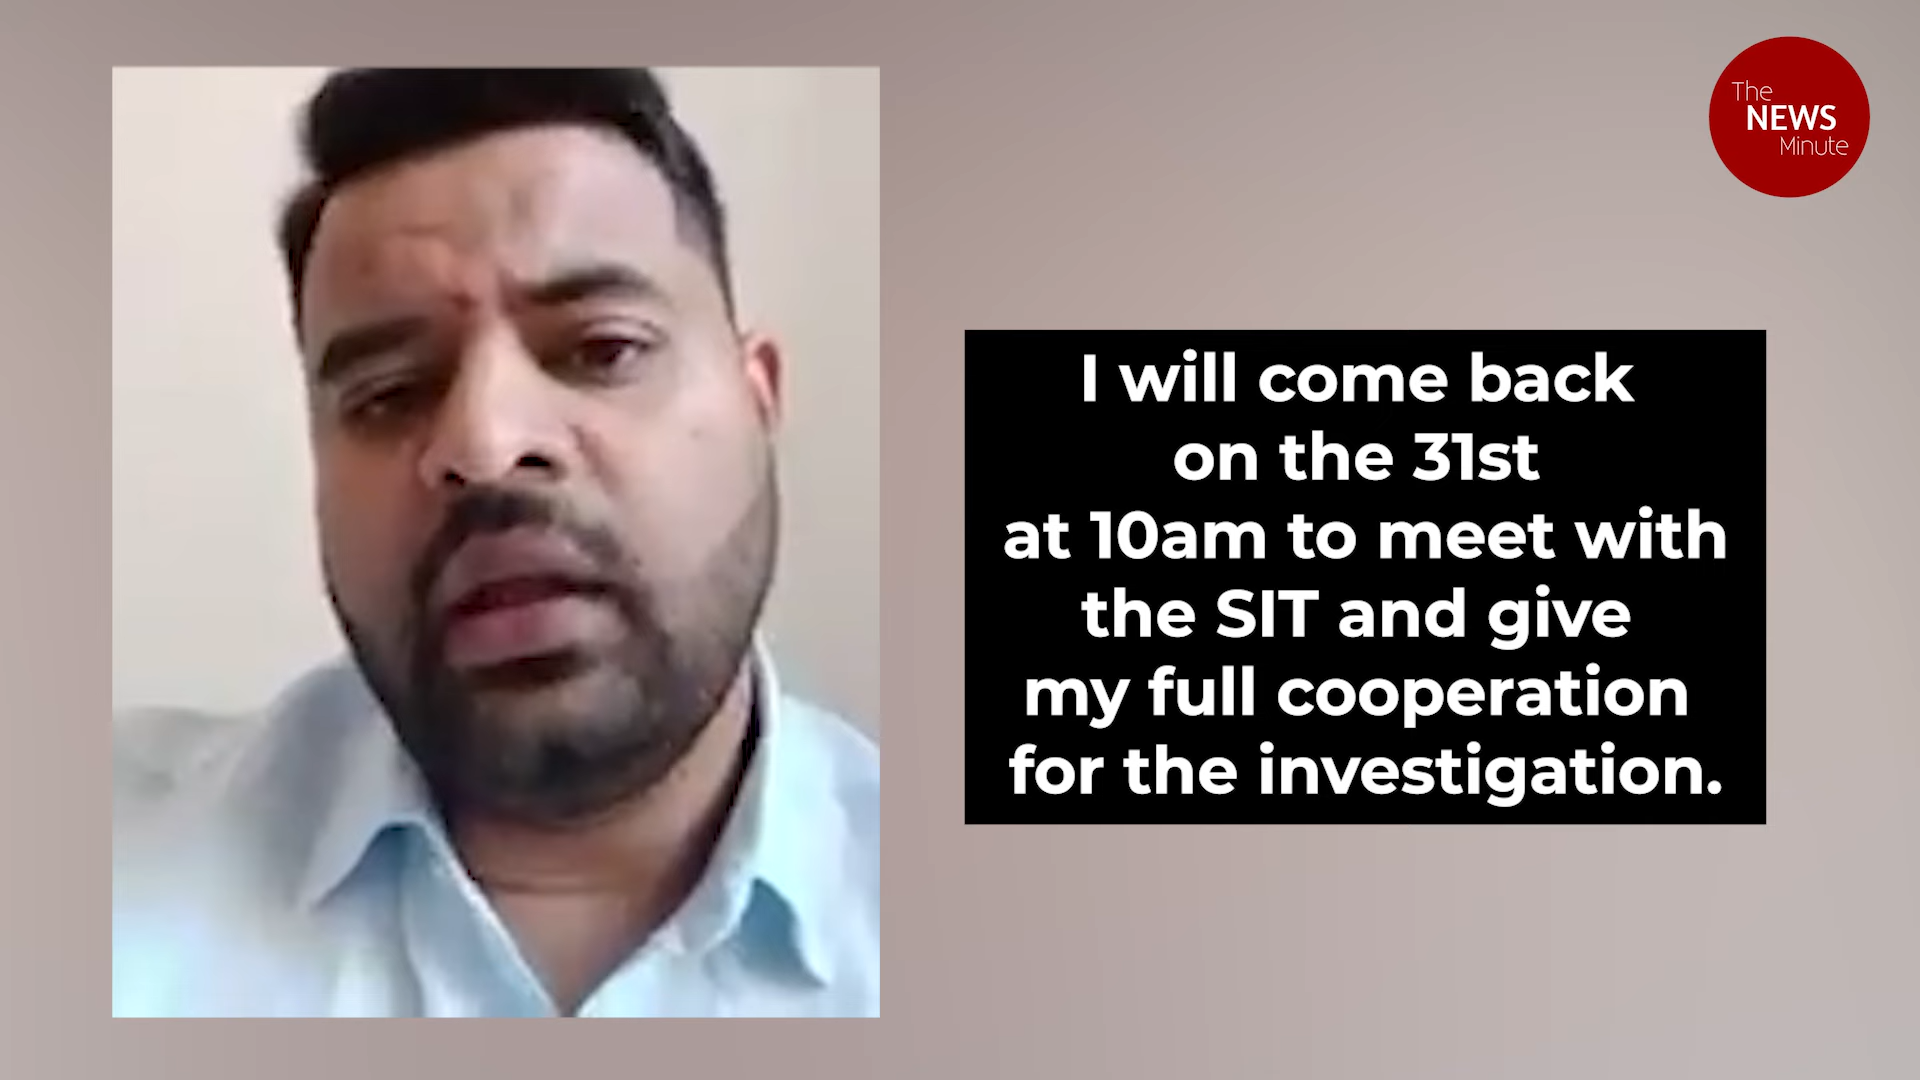 The
NEWS
Minute
I will come back
on the 31st
at 10am to meet with
the SIT and give
my full cooperation
for the investigation.